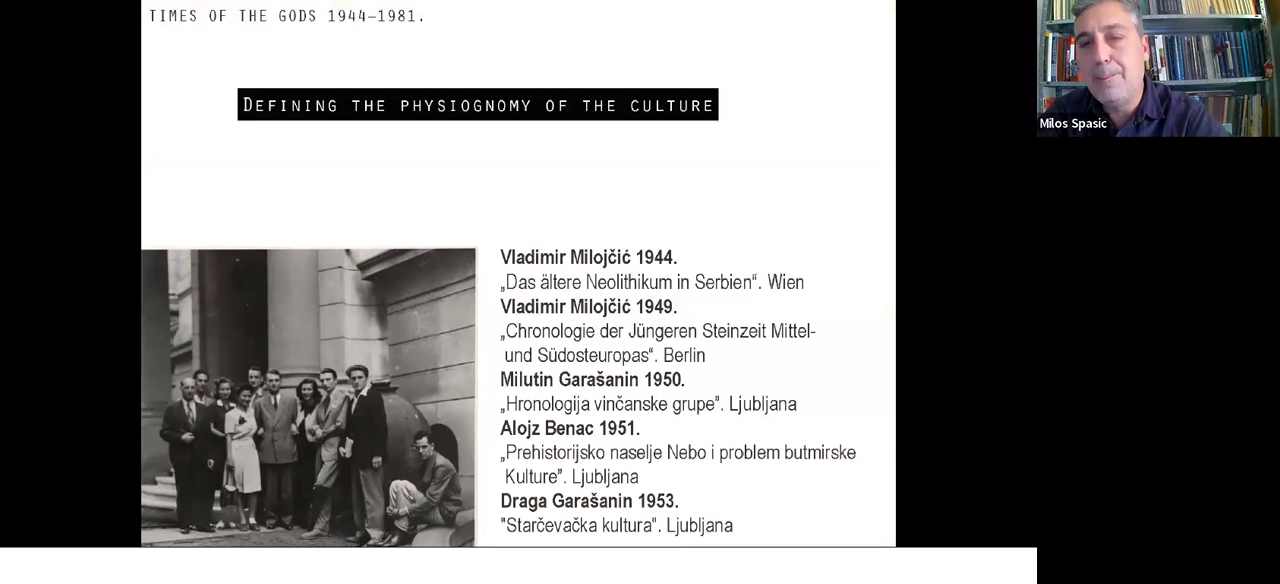 TIMES OF THE GODS 1944–1981.
DEFINING THE PHYSIOGNOMY OF THE CULTURE
Milos Spasic
Vladimir Milojčić 1944.
„Das ältere Neolithikum in Serbien“. Wien
Vladimir Milojčić 1949.
„Chronologie der Jüngeren Steinzeit Mittel-
und Südosteuropas“. Berlin
Milutin Garašanin 1950.
„Hronologija vinčanske grupe”. Ljubljana
Alojz Benac 1951.
„Prehistorijsko naselje Nebo i problem butmirske
Kulture”. Ljubljana
Draga Garašanin 1953.
"Starčevačka kultura". Ljubljana